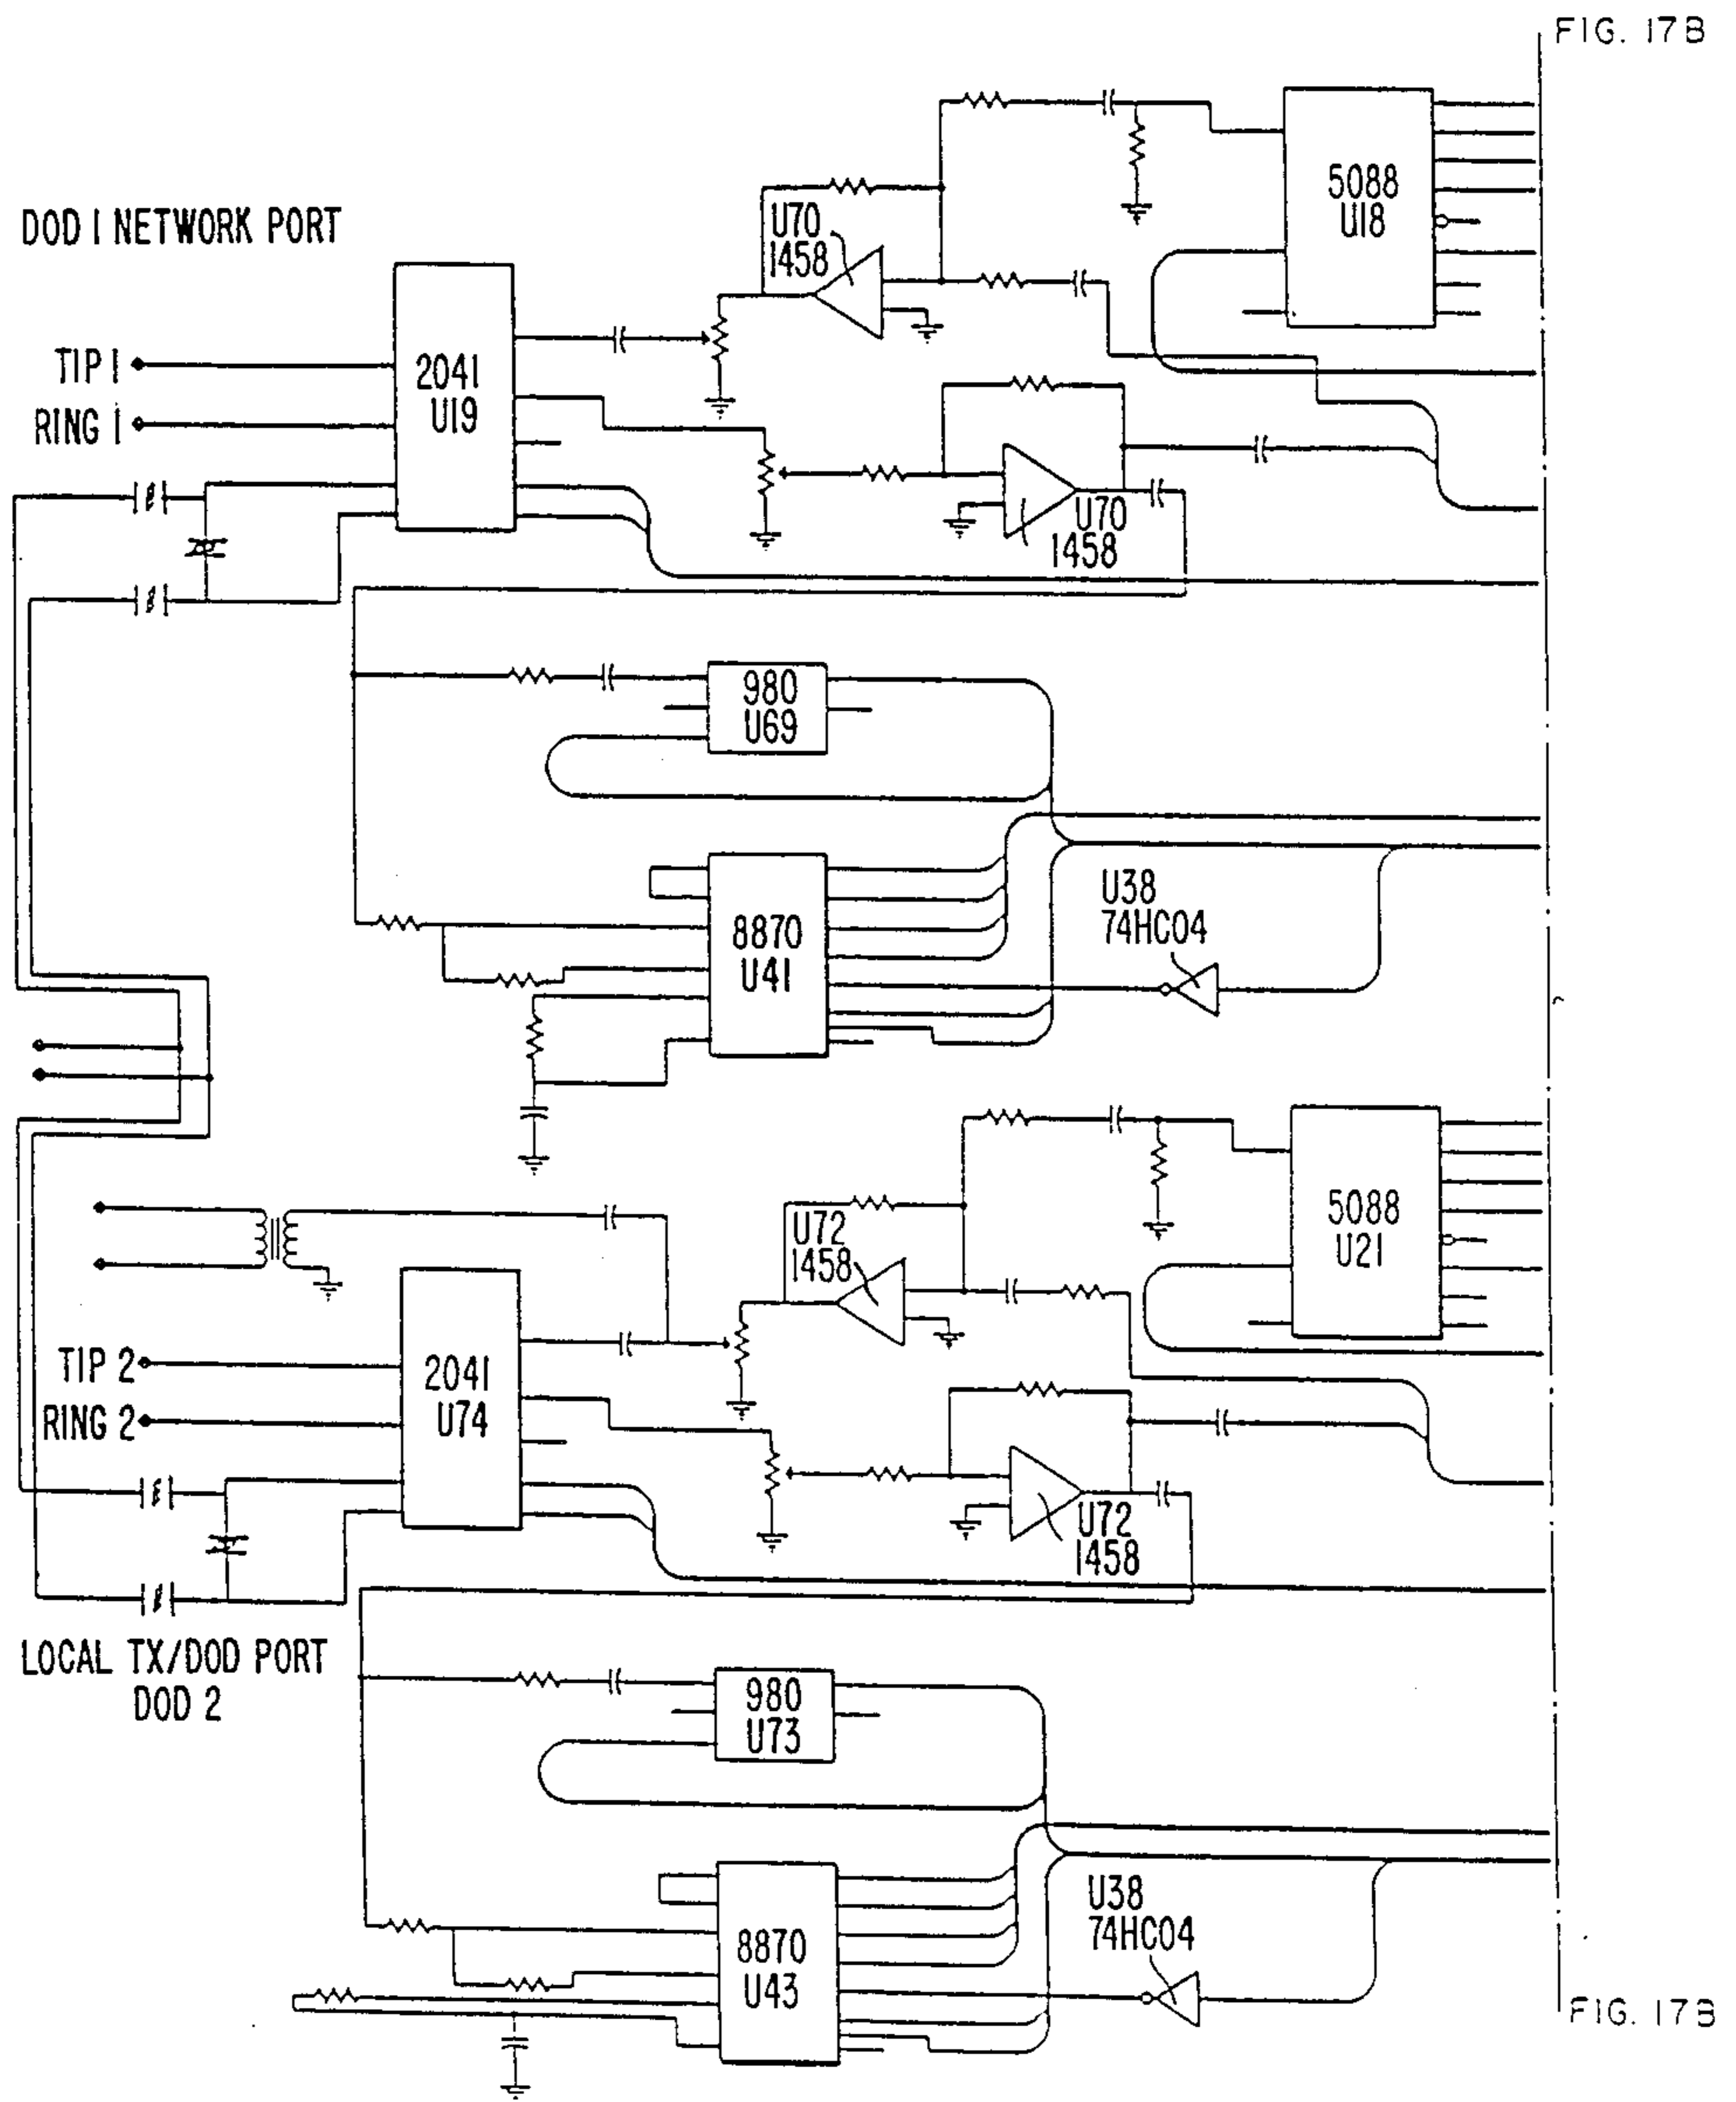 FIG. 17B
5088
U18
DOD 1 NETWORK PORT
U70
1458
TIP 1
2041
U19
RING 1
U70
1458
980
U69
U38
74HC04
8870
U41
5088
U21
U72
1458
TIP 2
2041
U74
RING 2
U72
1458
LOCAL TX/DOD PORT
DOD 2
980
U73
U38
74HC04
8870
U43
FIG. 17B